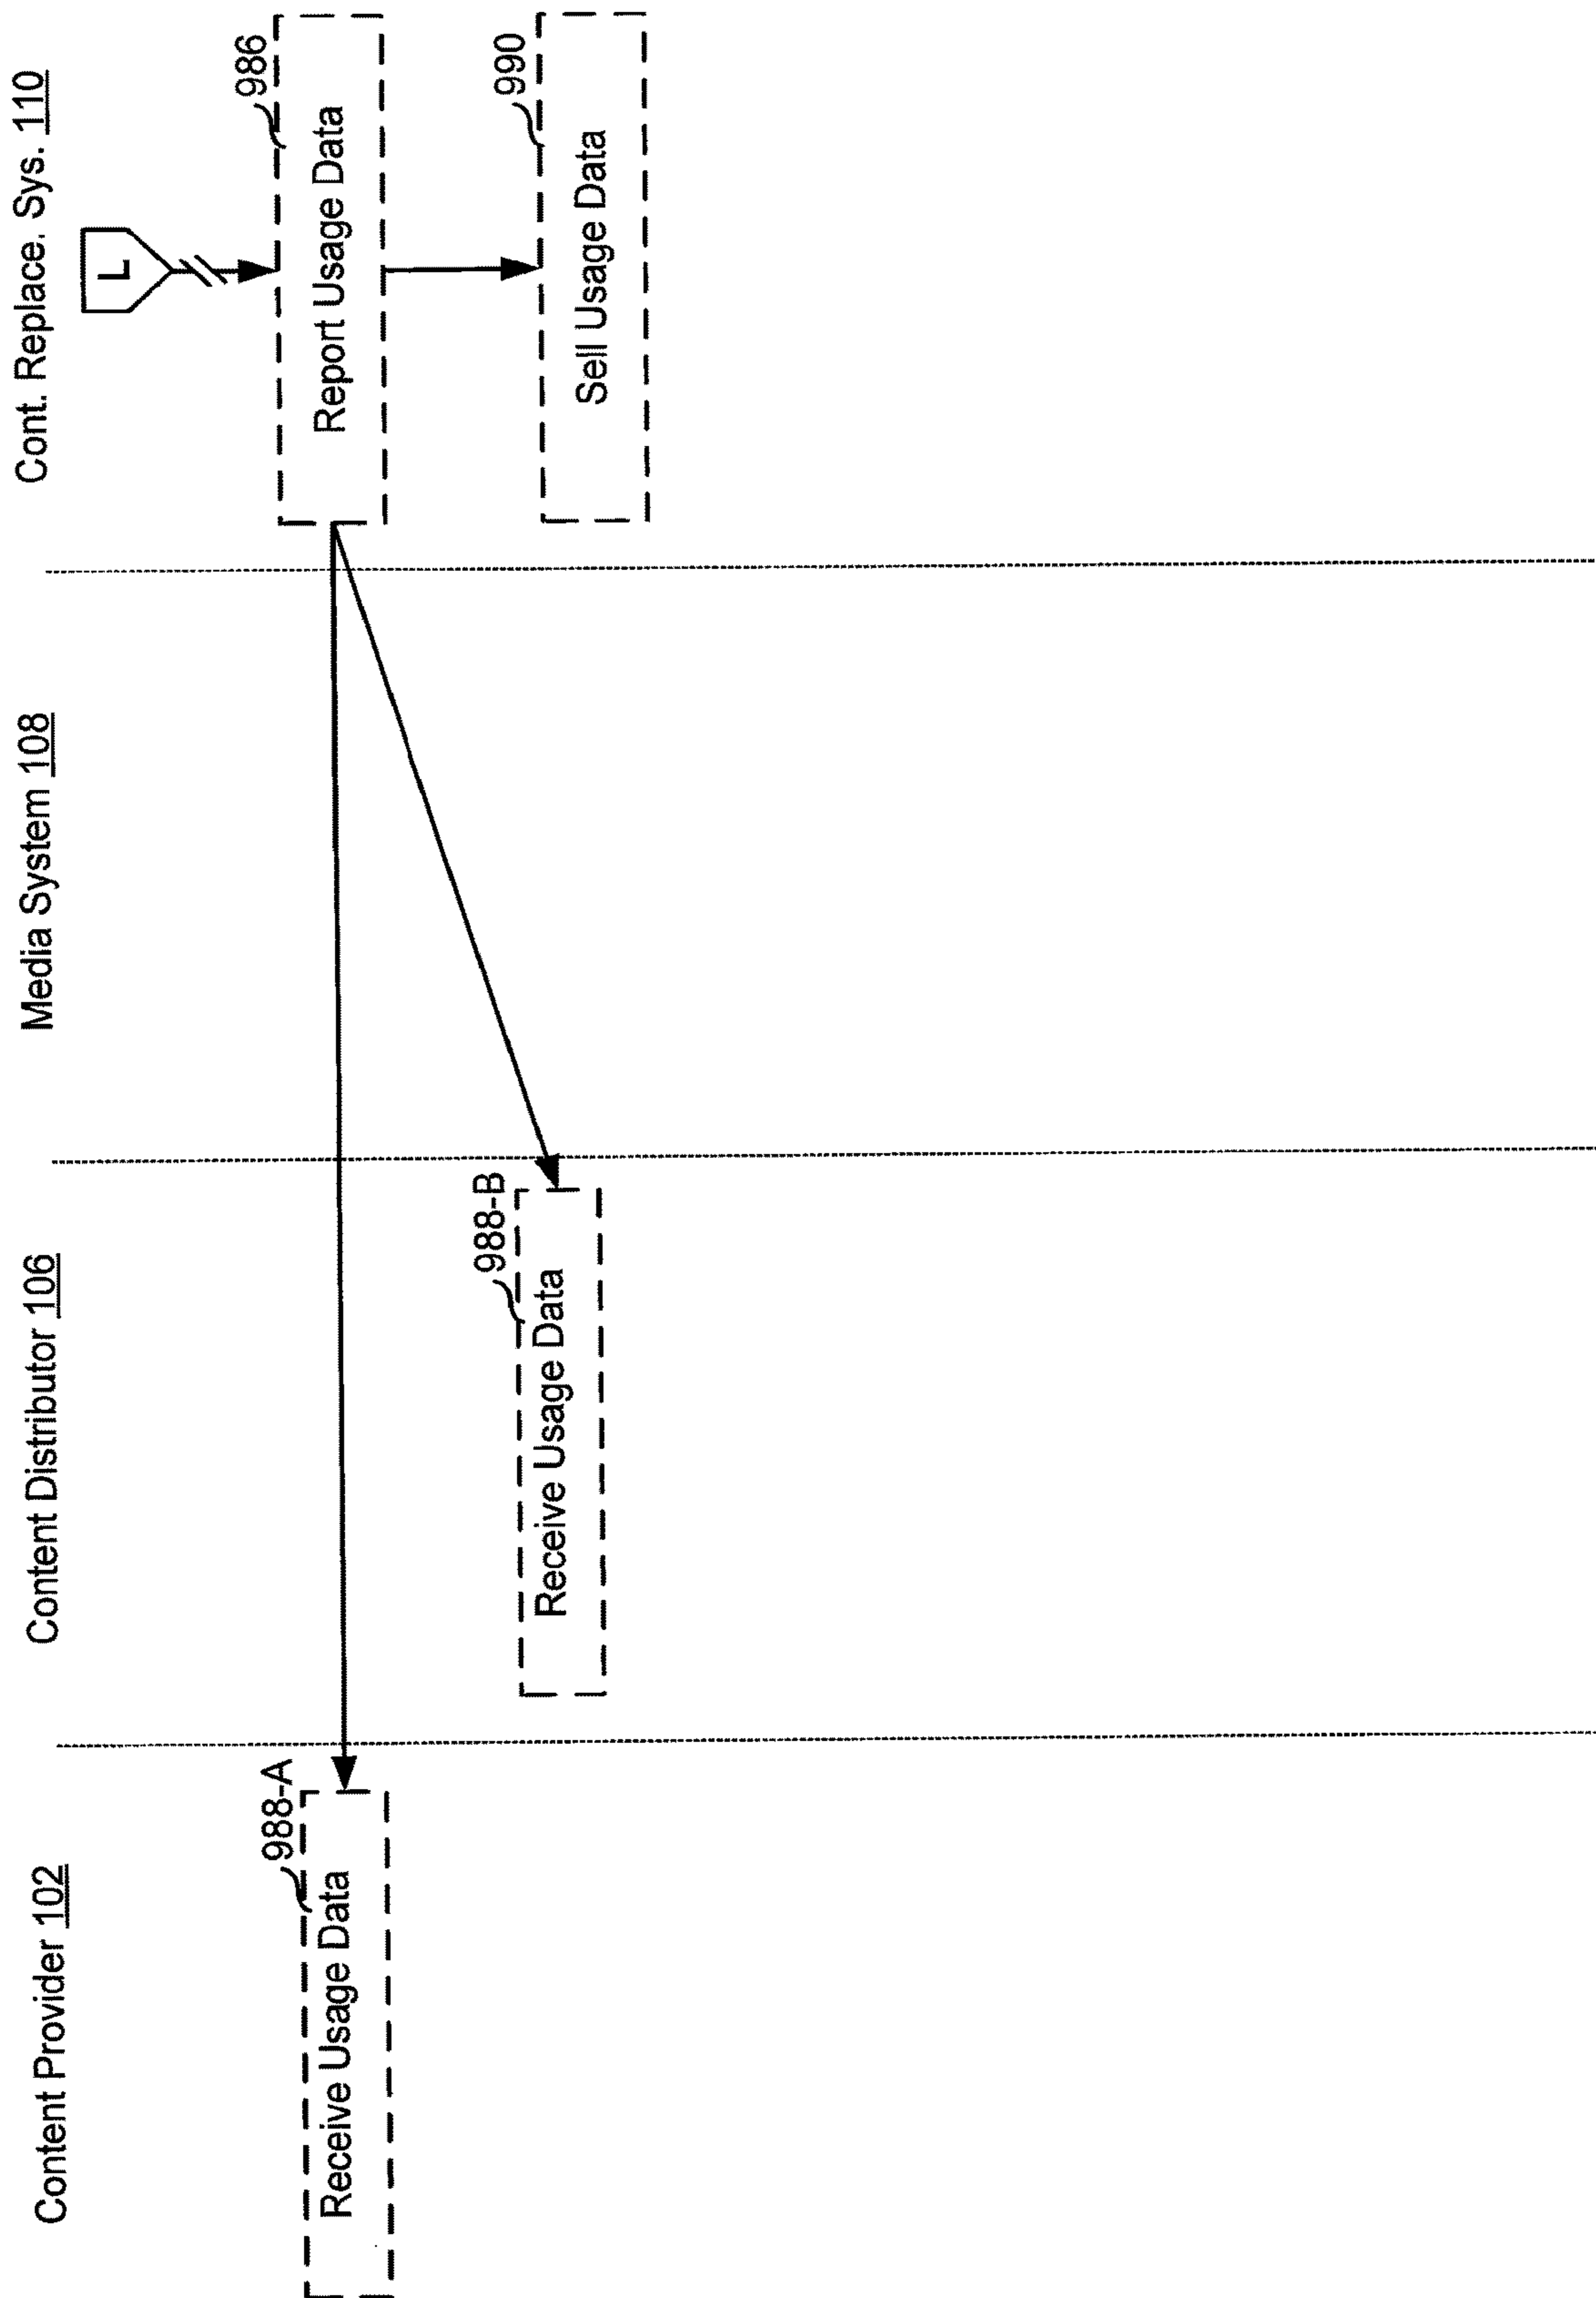 Content Provider 102
Content Distributor 106
Media System 108
Cont. Replace. Sys. 110
L
986
Report Usage Data
988-A
Receive Usage Data
988-B
Receive Usage Data
990
Sell Usage Data